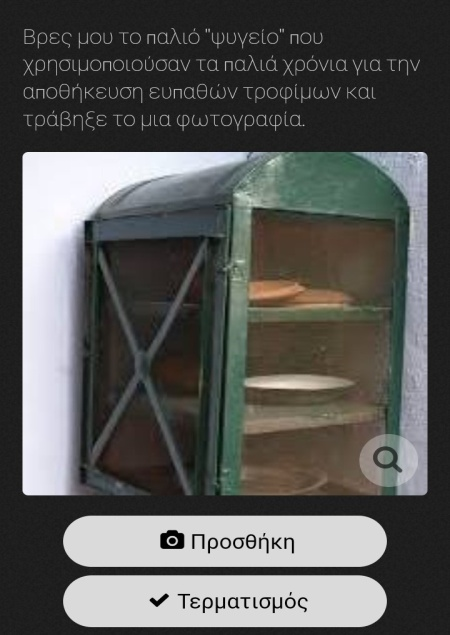 Βρες μου το παλιό "ψυγείο" που
χρησιμοποιούσαν τα παλιά χρόνια για την
αποθήκευση ευπαθών τροφίμων και
τράβηξε το μια φωτογραφία.
Προσθήκη
Τερματισμός